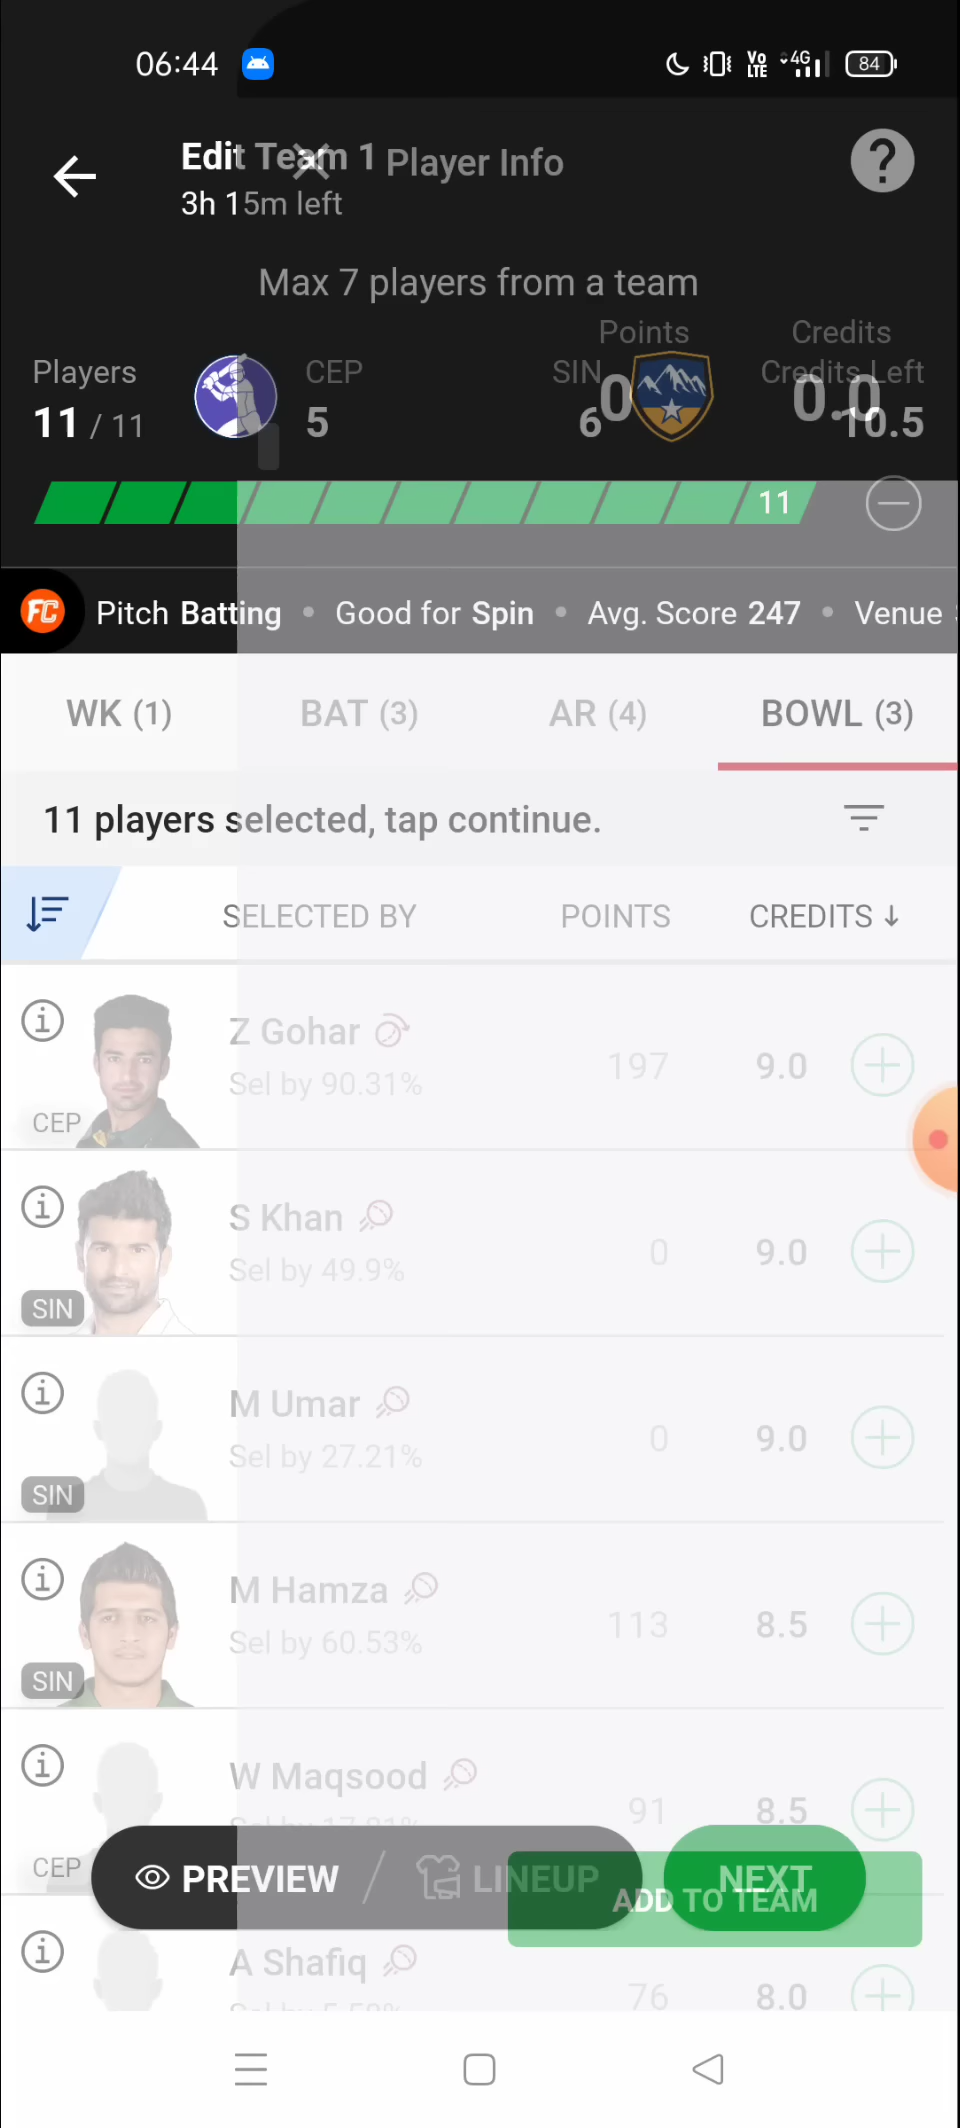 06:44
Vo LTE 4G 84
Edit Team 1
Player Info
3h 15m left
Max 7 players from a team
Points Credits
Players CEP SIN Credits Left
11 / 11 5 6 0 0.0 10.5
11
FC Pitch Batting • Good for Spin • Avg. Score 247 • Venue
WK (1) BAT (3) AR (4) BOWL (3)
11 players selected, tap continue.
SELECTED BY POINTS CREDITS ↓
Z Gohar
Sel by 90.31% 197 9.0
CEP
S Khan
Sel by 49.9% 0 9.0
SIN
M Umar
Sel by 27.21% 0 9.0
SIN
M Hamza
Sel by 60.53% 113 8.5
SIN
W Maqsood
91 8.5
CEP
PREVIEW / LINEUP NEXT
ADD TO TEAM
A Shafiq
76 8.0